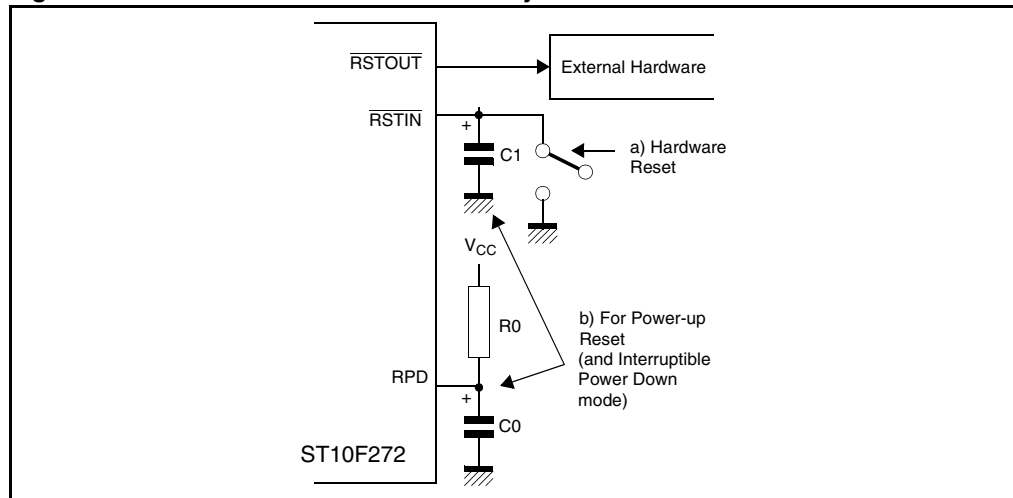 RSTOUT
External Hardware
RSTIN
+
C1
a) Hardware
Reset
VCC
R0
b) For Power-up
Reset
(and Interruptible
Power Down
mode)
RPD
+
C0
ST10F272